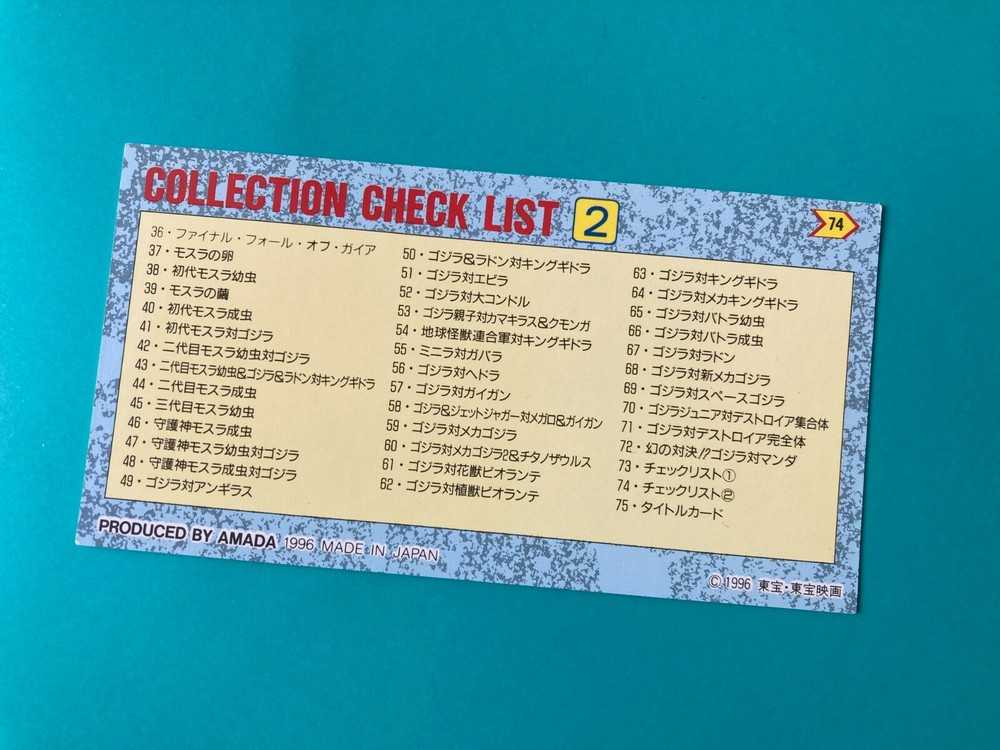 COLLECTION CHECK LIST 2
74
36・ファイナル・フォール・オブ・ガイア
37・モスラの卵
38・初代モスラ幼虫
39・モスラの繭
40・初代モスラ成虫
41・初代モスラ対ゴジラ
42・二代目モスラ幼虫対ゴジラ
43・二代目モスラ幼虫&ゴジラ&ラドン対キングギドラ
44・二代目モスラ成虫
45・三代目モスラ幼虫
46・守護神モスラ成虫
47・守護神モスラ幼虫対ゴジラ
48・守護神モスラ成虫対ゴジラ
49・ゴジラ対アンギラス
50・ゴジラ&ラドン対キングギドラ
51・ゴジラ対エビラ
52・ゴジラ対大コンドル
53・ゴジラ親子対カマキラス&クモンガ
54・地球怪獣連合軍対キングギドラ
55・ミニラ対ガバラ
56・ゴジラ対ヘドラ
57・ゴジラ対ガイガン
58・ゴジラ&ジェットジャガー対メガロ&ガイガン
59・ゴジラ対メカゴジラ
60・ゴジラ対メカゴジラ2&チタノザウルス
61・ゴジラ対花獣ビオランテ
62・ゴジラ対植獣ビオランテ
63・ゴジラ対キングギドラ
64・ゴジラ対メカキングギドラ
65・ゴジラ対バトラ幼虫
66・ゴジラ対バトラ成虫
67・ゴジラ対ラドン
68・ゴジラ対新メカゴジラ
69・ゴジラ対スペースゴジラ
70・ゴジラジュニア対デストロイア集合体
71・ゴジラ対デストロイア完全体
72・幻の対決!?ゴジラ対マンダ
73・チェックリスト①
74・チェックリスト②
75・タイトルカード
PRODUCED BY AMADA 1996 MADE IN JAPAN
© 1996 東宝・東宝映画